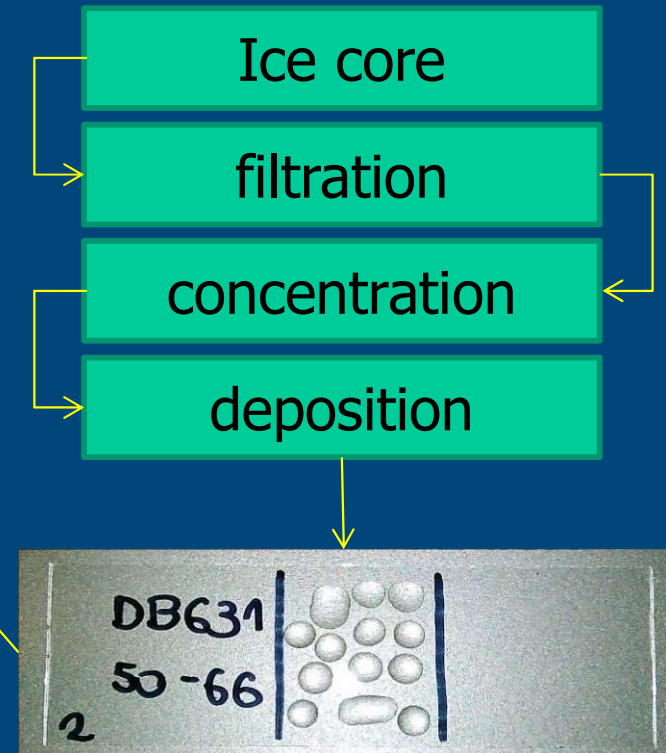 Ice core
filtration
concentration
deposition
DB631
50-66
2